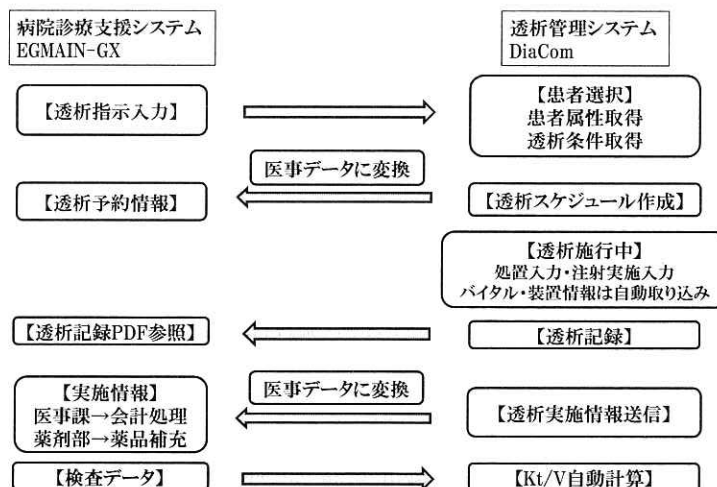 病院診療支援システム
EGMAIN-GX
透析管理システム
DiaCom
【透析指示入力】
【患者選択】
患者属性取得
透析条件取得
医事データに変換
【透析予約情報】
【透析スケジュール作成】
【透析施行中】
処置入力・注射実施入力
バイタル・装置情報は自動取り込み
【透析記録PDF参照】
【透析記録】
【実施情報】
医事課→会計処理
薬剤部→薬品補充
医事データに変換
【透析実施情報送信】
【検査データ】
【Kt/V自動計算】